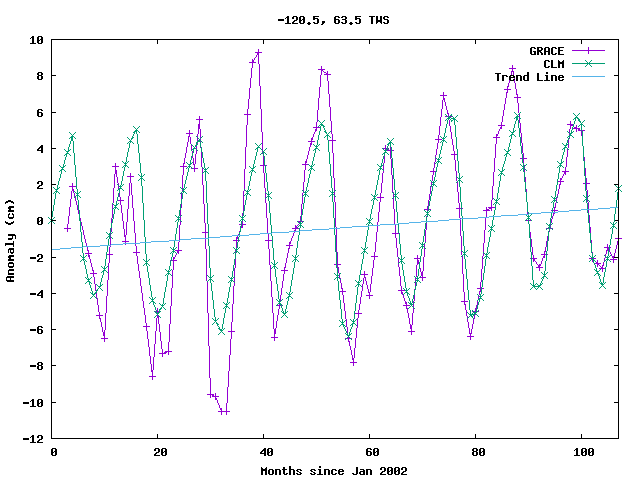 -120.5, 63.5 TWS
GRACE
CLM
Trend Line
10
8
6
4
2
0
-2
-4
-6
-8
-10
-12
Anomaly (cm)
0 20 40 60 80 100
Months since Jan 2002